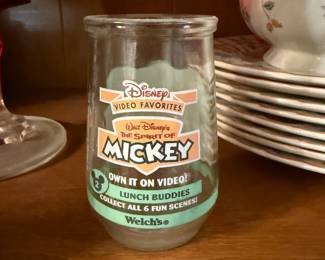 Disney
VIDEO FAVORITES
Walt Disney's
THE SPIRIT OF
MICKEY
OWN IT ON VIDEO!
2
LUNCH BUDDIES
COLLECT ALL 6 FUN SCENES!
Welch's®